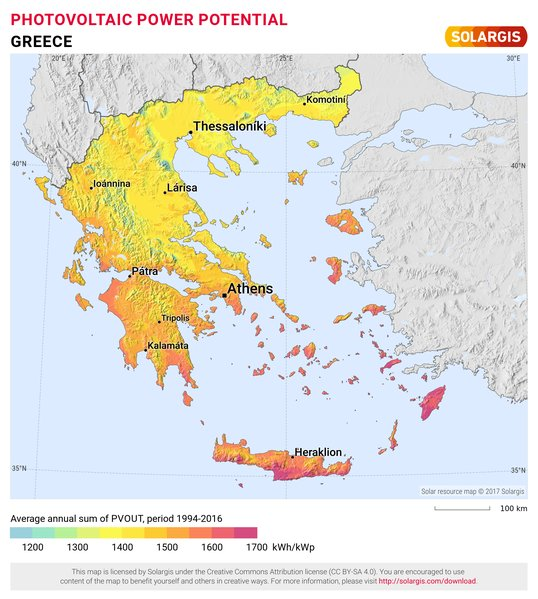 PHOTOVOLTAIC POWER POTENTIAL
GREECE
SOLARGIS
20°E
25°E
30°E
Komotiní
Thessaloníki
40°N
40°N
Ioánnina
Lárisa
Pátra
Athens
Tripolis
Kalamáta
Heraklion
35°N
35°N
Solar resource map © 2017 Solargis
100 km
Average annual sum of PVOUT, period 1994-2016
1200 1300 1400 1500 1600 1700 kWh/kWp
This map is licensed by Solargis under the Creative Commons Attribution license (CC BY-SA 4.0). You are encouraged to use
content of the map to benefit yourself and others in creative ways. For more information, please visit http://solargis.com/download.